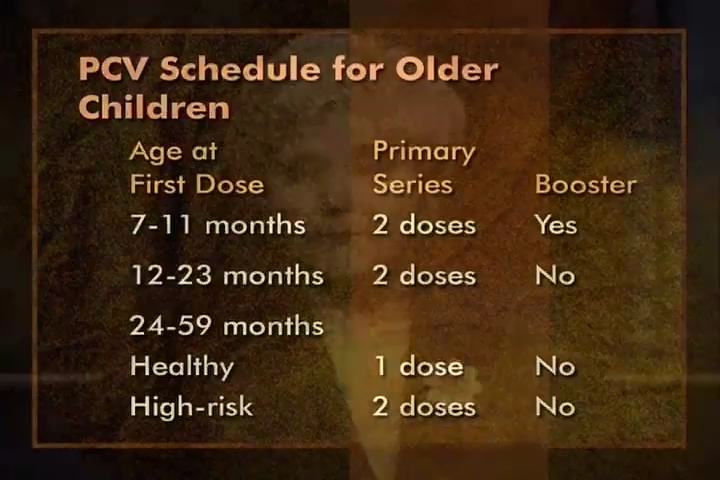 PCV Schedule for Older
Children
Age at
First Dose
Primary
Series
Booster
7-11 months 2 doses Yes
12-23 months 2 doses No
24-59 months
Healthy 1 dose No
High-risk 2 doses No